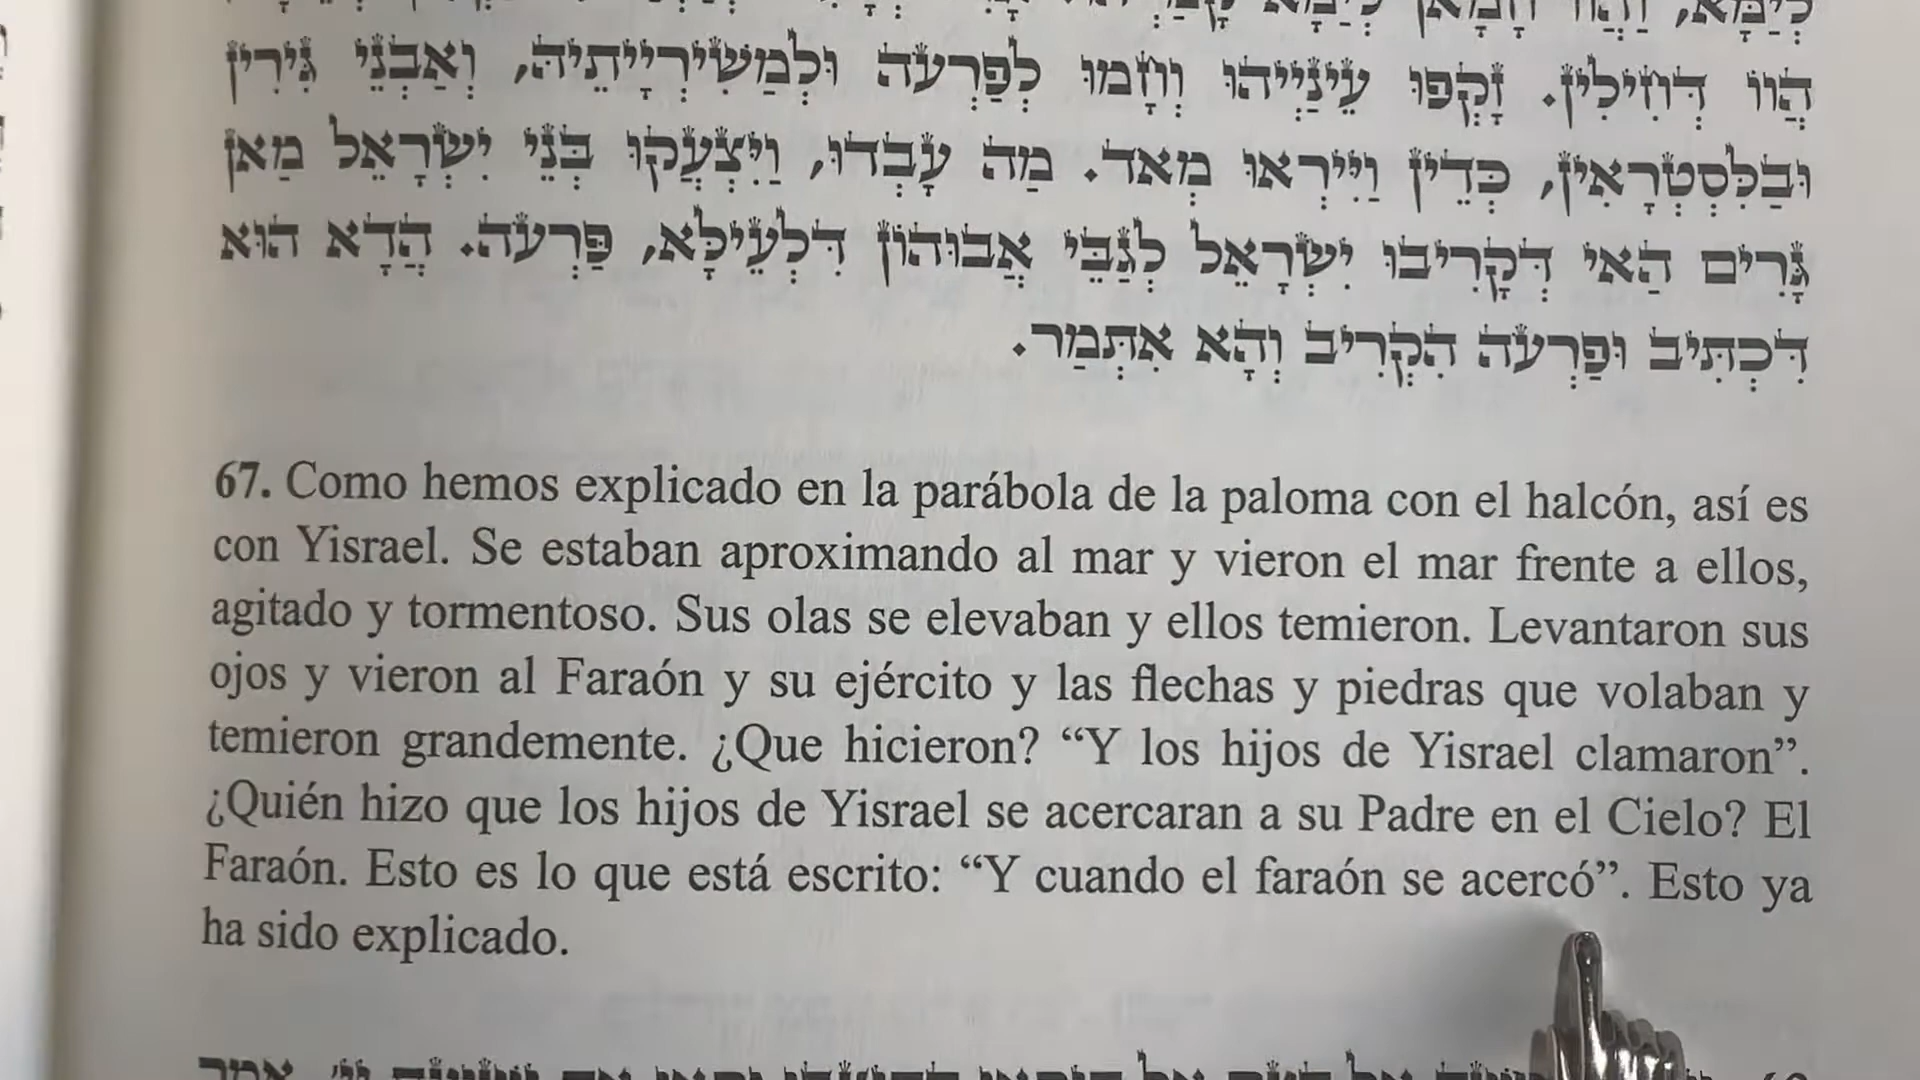 הֲווֹ דְּחִילִין. זָקְפוּ עֵינַיְיהוּ וְחָמוּ לְפַרְעֹה וּלְמַשִׁירְיָיתֵיהּ, וְאַבְנֵי גִּירִין
וּבַלִּסְטְרָאִין, כְּדֵין וַיִּירְאוּ מְאֹד. מַה עָבְדוּ, וַיִּצְעֲקוּ בְּנֵי יִשְׂרָאֵל מַאן
גָּרִים הַאי דְּקָרִיבוּ יִשְׂרָאֵל לְגַבֵּי אֲבוּהוֹן דִּלְעֵילָּא, פַּרְעֹה. הֲדָא הוּא
דִּכְתִּיב וּפַרְעֹה הִקְרִיב וְהָא אִתְּמַר.
67. Como hemos explicado en la parábola de la paloma con el halcón, así es
con Yisrael. Se estaban aproximando al mar y vieron el mar frente a ellos,
agitado y tormentoso. Sus olas se elevaban y ellos temieron. Levantaron sus
ojos y vieron al Faraón y su ejército y las flechas y piedras que volaban y
temieron grandemente. ¿Que hicieron? “Y los hijos de Yisrael clamaron”.
¿Quién hizo que los hijos de Yisrael se acercaran a su Padre en el Cielo? El
Faraón. Esto es lo que está escrito: “Y cuando el faraón se acercó”. Esto ya
ha sido explicado.